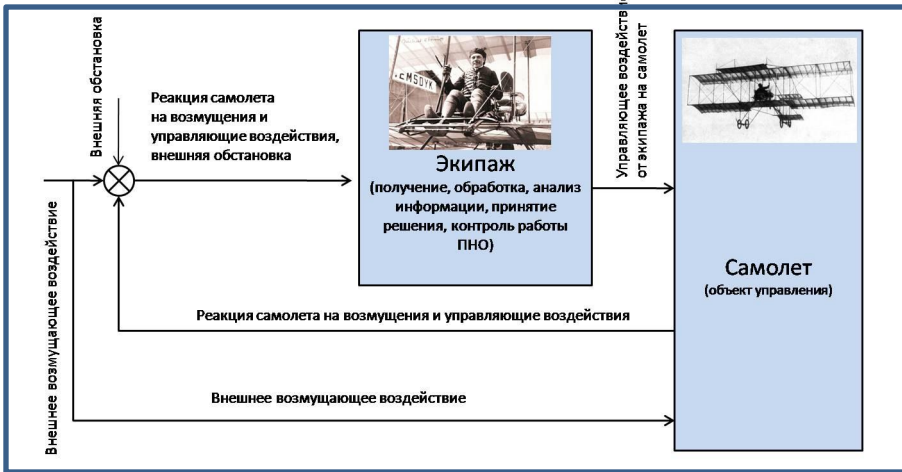 Внешняя обстановка
Реакция самолета
на возмущения и
управляющие воздействия,
внешняя обстановка
Экипаж
(получение, обработка, анализ
информации, принятие
решения, контроль работы
ПНО)
Управляющее воздействие
от экипажа на самолет
Самолет
(объект управления)
Реакция самолета на возмущения и управляющие воздействия
Внешнее возмущающее воздействие
Внешнее возмущающее воздействие